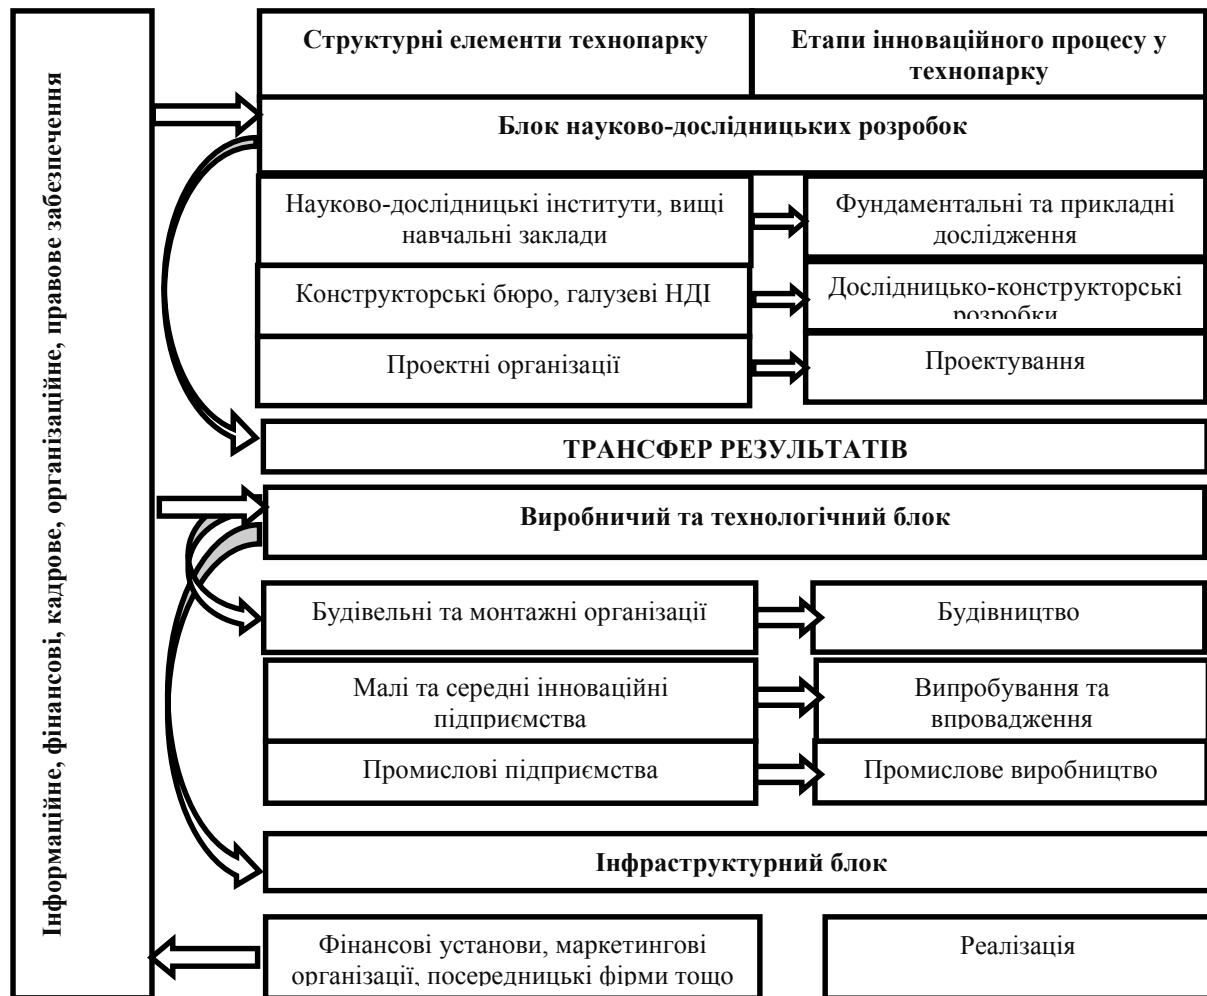 Інформаційне, фінансові, кадрове, організаційне, правове забезпечення
Структурні елементи технопарку
Етапи інноваційного процесу у
технопарку
Блок науково-дослідницьких розробок
Науково-дослідницькі інститути, вищі
навчальні заклади
Фундаментальні та прикладні
дослідження
Конструкторські бюро, галузеві НДІ
Дослідницько-конструкторські
розробки
Проектні організації
Проектування
ТРАНСФЕР РЕЗУЛЬТАТІВ
Виробничий та технологічний блок
Будівельні та монтажні організації
Будівництво
Малі та середні інноваційні
підприємства
Випробування та
впровадження
Промислові підприємства
Промислове виробництво
Інфраструктурний блок
Фінансові установи, маркетингові
організації, посередницькі фірми тощо
Реалізація